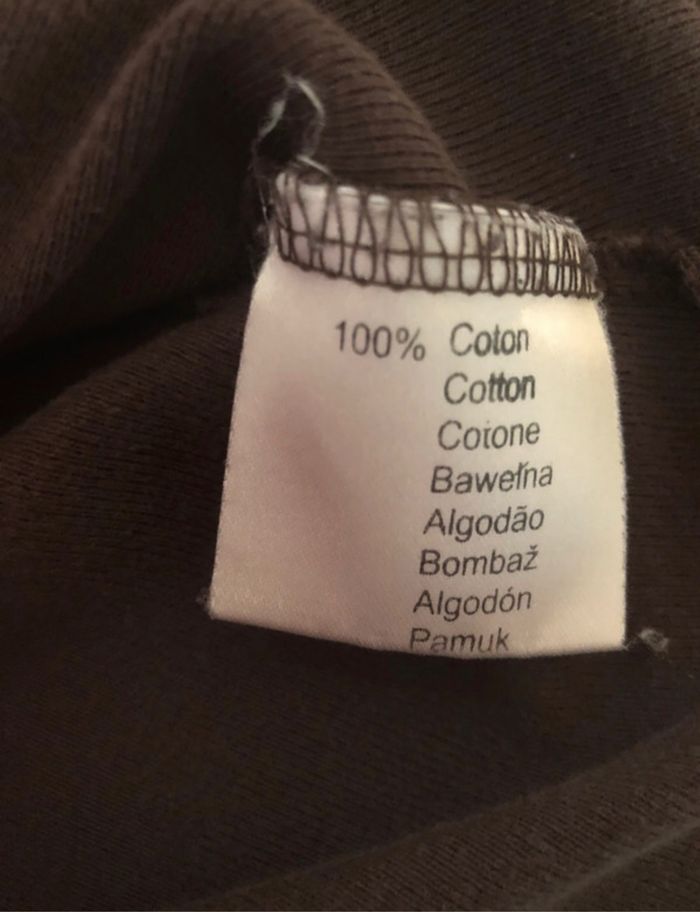 100% Coton
Cotton
Cotone
Bawełna
Algodão
Bombaž
Algodón
Pamuk